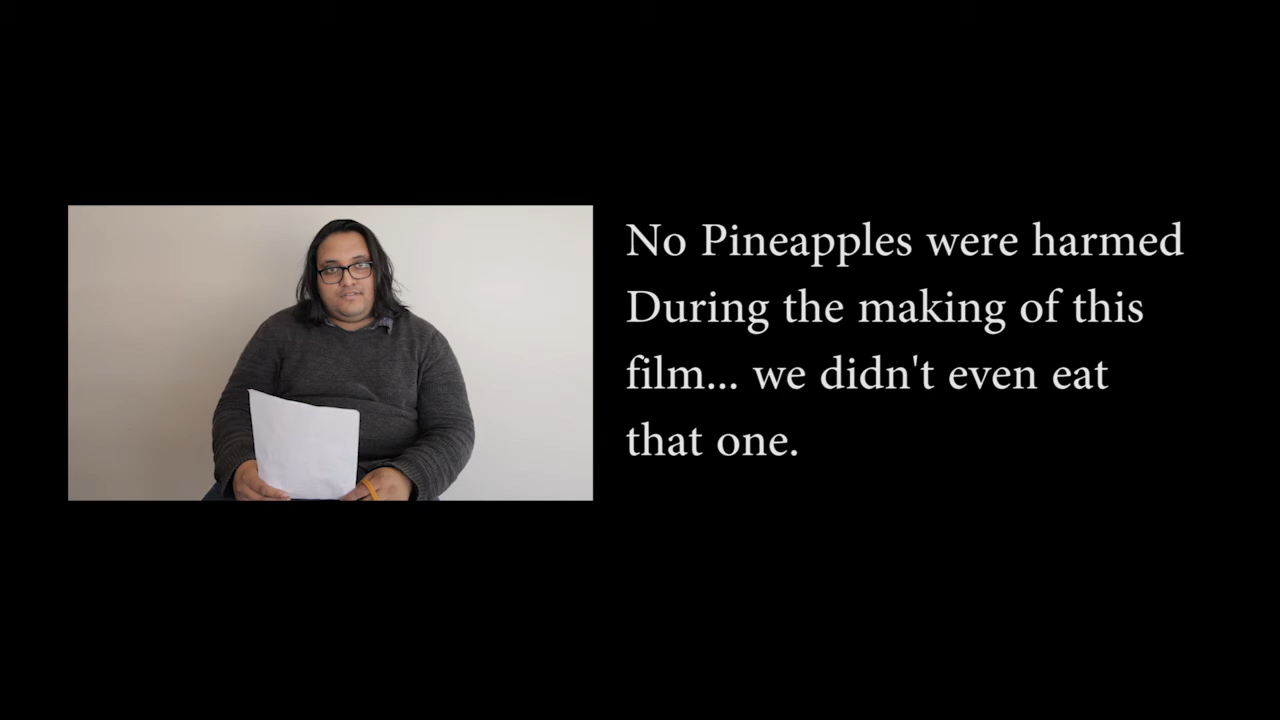 No Pineapples were harmed
During the making of this
film... we didn't even eat
that one.